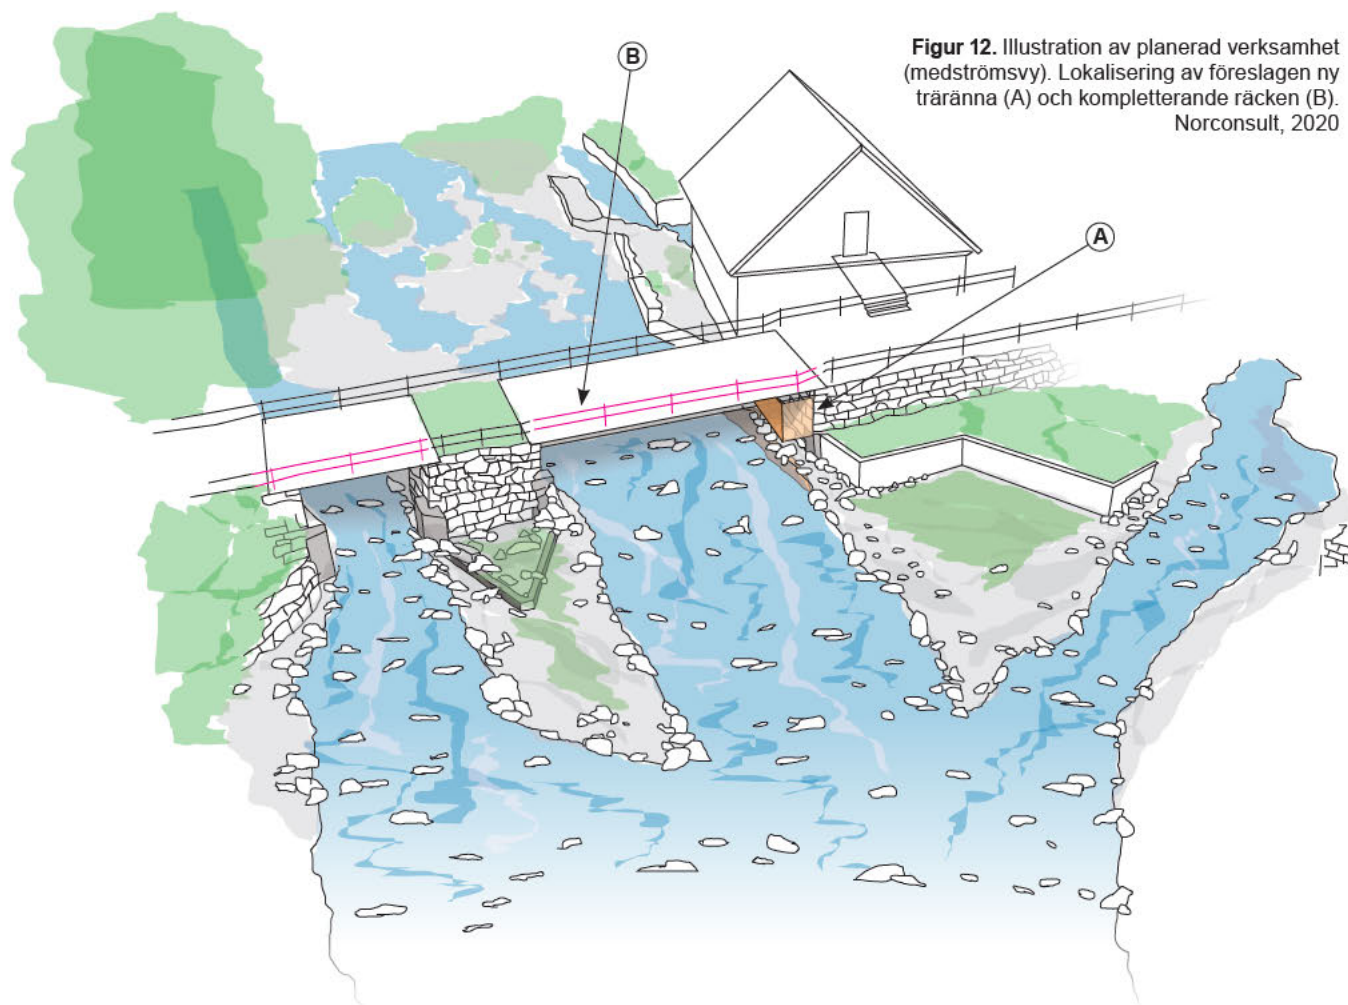 Figur 12. Illustration av planerad verksamhet
(medströmsvy). Lokalisering av föreslagen ny
träränna (A) och kompletterande räcken (B).
Norconsult, 2020
B
A